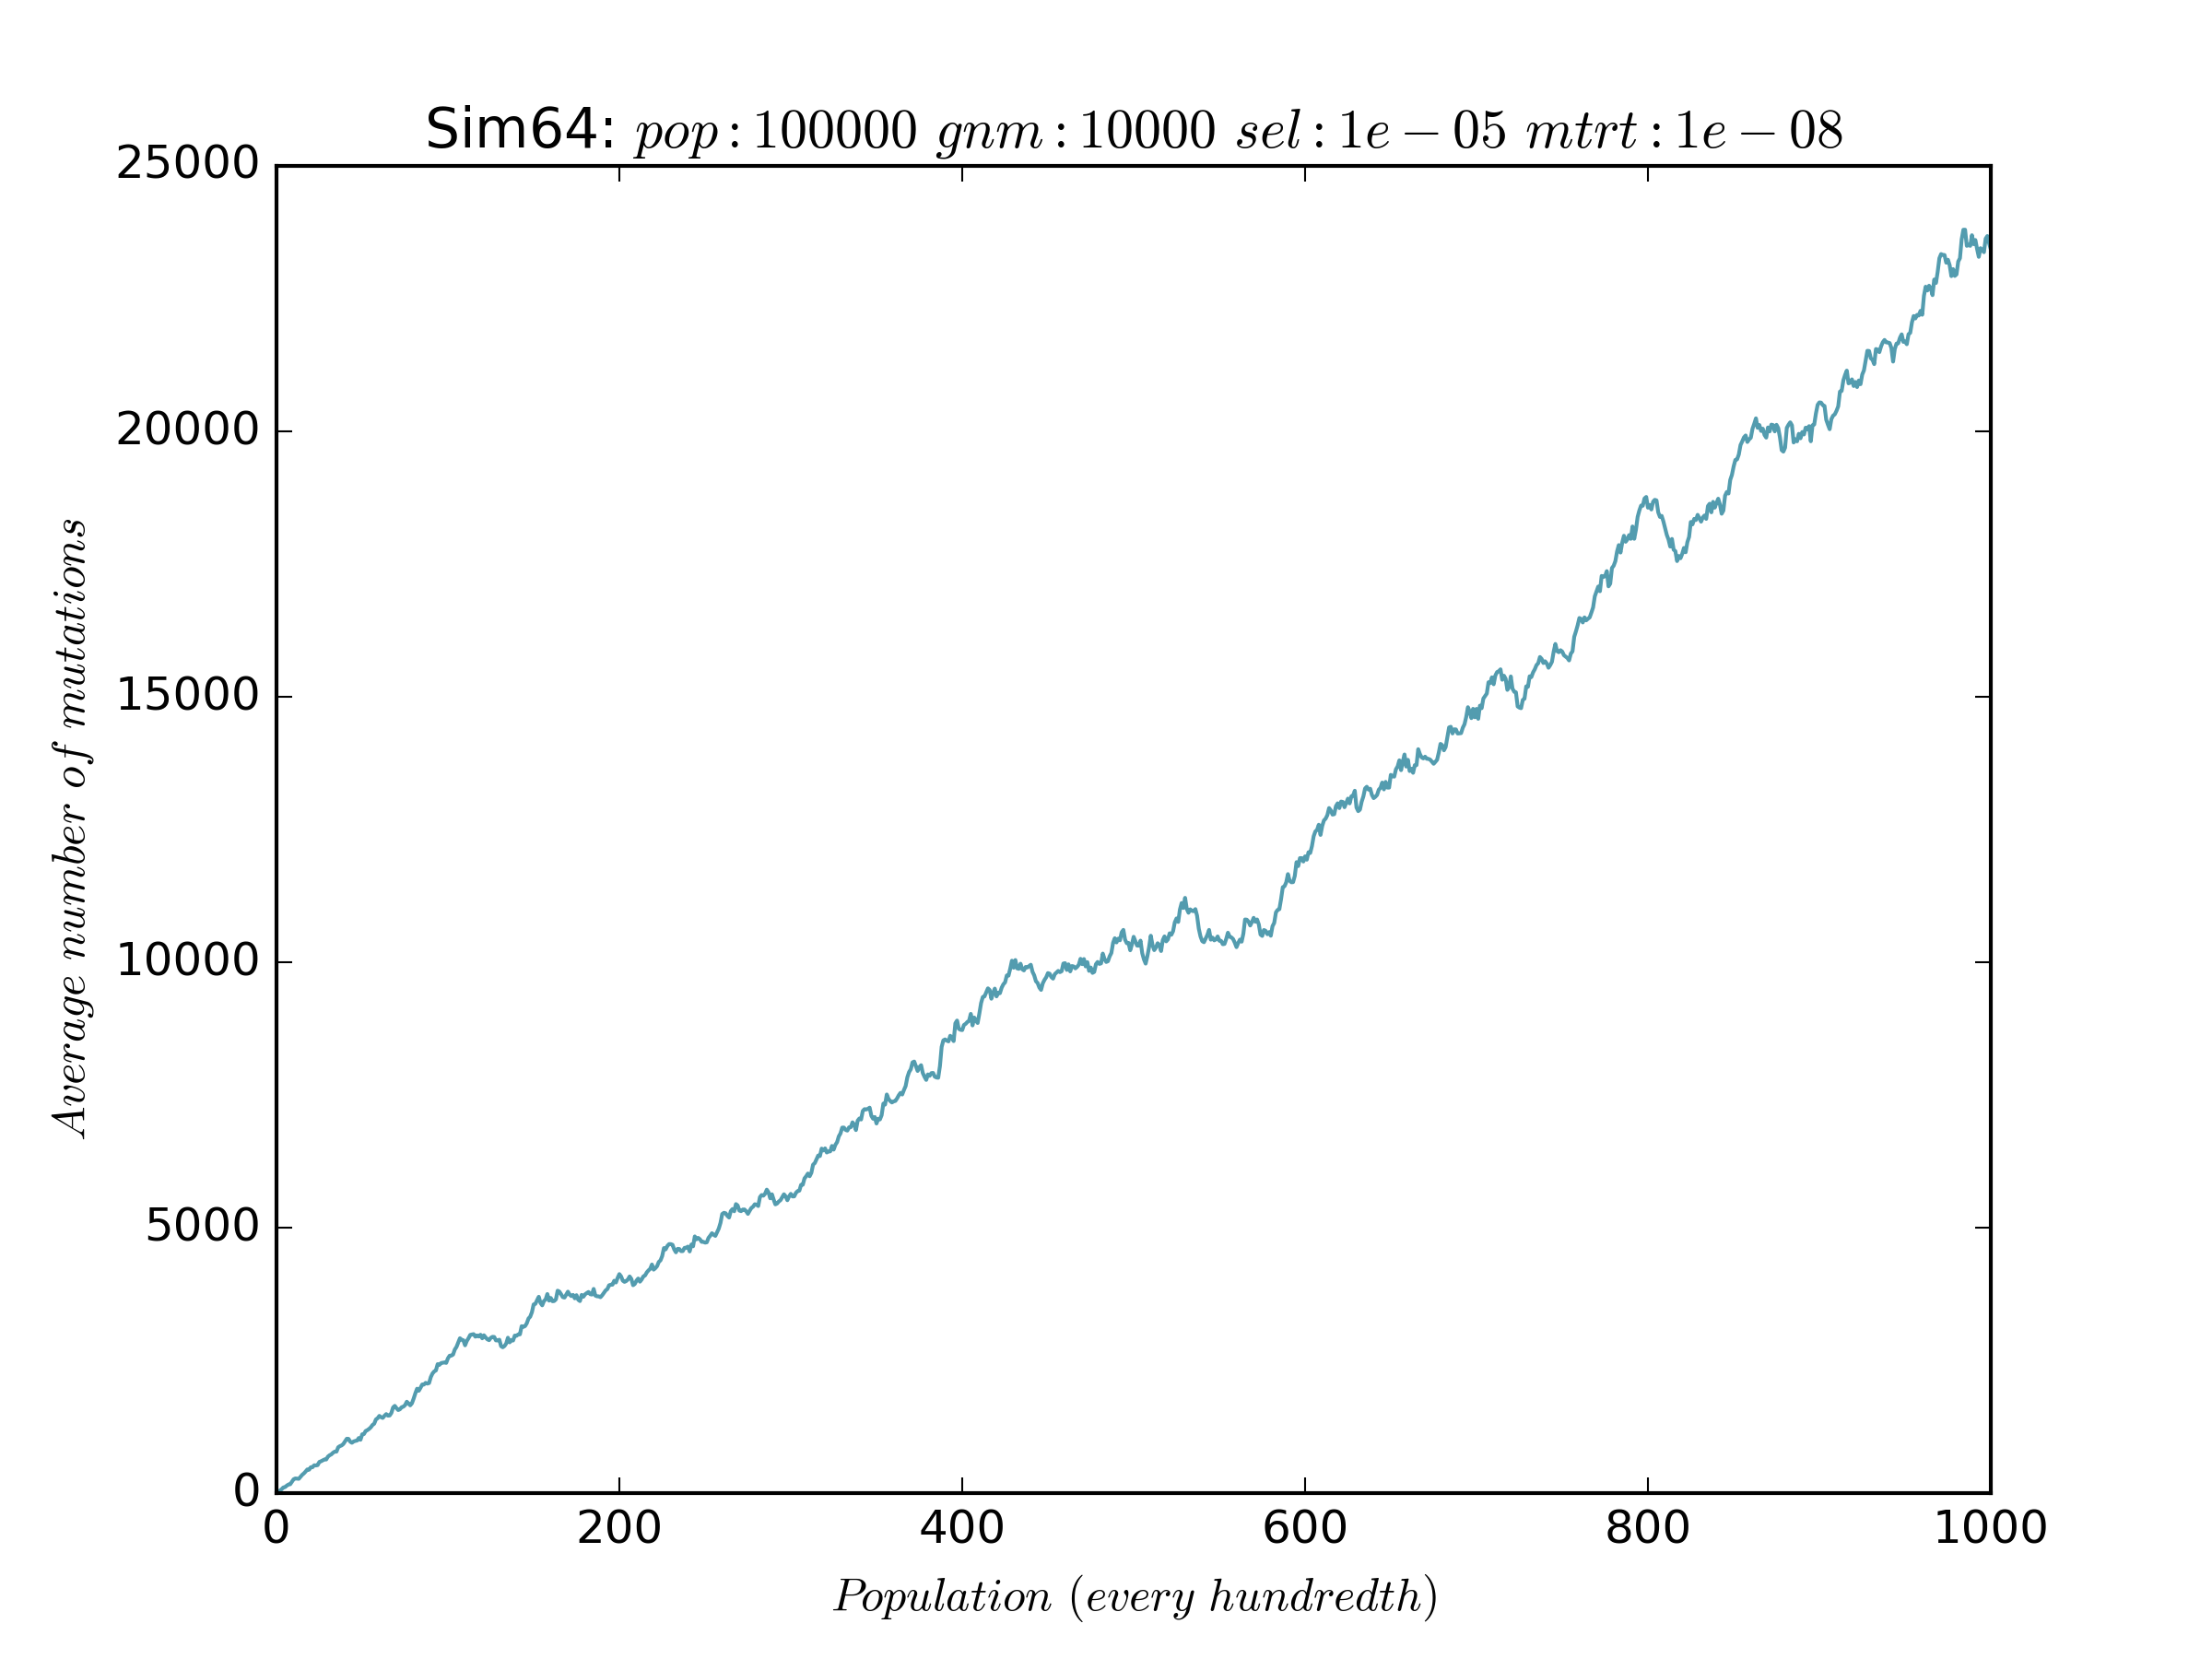 Sim64: pop : 100000 gnm : 10000 sel : 1e − 05 mtrt : 1e − 08
25000
20000
15000
10000
5000
0
Average number of mutations
0 200 400 600 800 1000
Population (every hundredth)